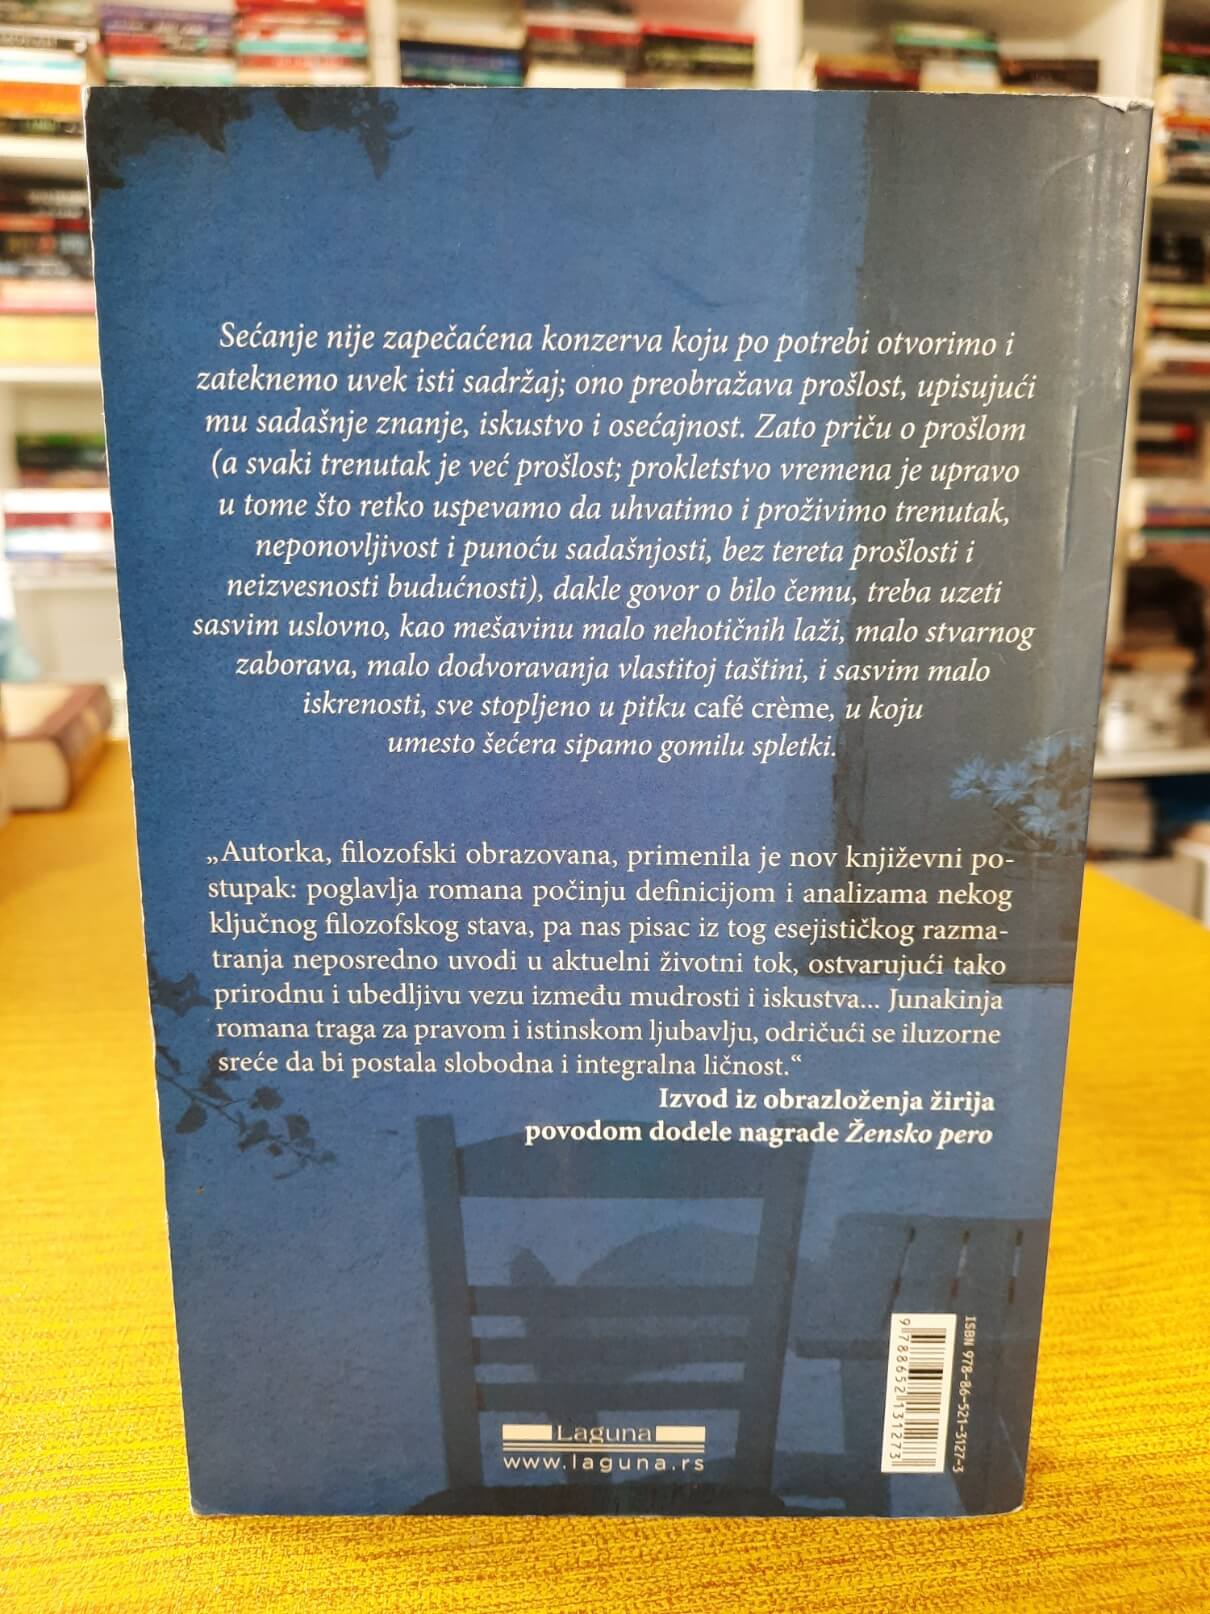 Sećanje nije zapečaćena konzerva koju po potrebi otvorimo i
zateknemo uvek isti sadržaj; ono preobražava prošlost, upisujući
mu sadašnje znanje, iskustvo i osećajnost. Zato priču o prošlom
(a svaki trenutak je već prošlost; prokletstvo vremena je upravo
u tome što retko uspevamo da uhvatimo i proživimo trenutak,
neponovljivost i punoću sadašnjosti, bez tereta prošlosti i
neizvesnosti budućnosti), dakle govor o bilo čemu, treba uzeti
sasvim uslovno, kao mešavinu malo nehotičnih laži, malo stvarnog
zaborava, malo dodvoravanja vlastitoj taštini, i sasvim malo
iskrenosti, sve stopljeno u pitku café crème, u koju
umesto šećera sipamo gomilu spletki.
„Autorka, filozofski obrazovana, primenila je nov književni po-
stupak: poglavlja romana počinju definicijom i analizama nekog
ključnog filozofskog stava, pa nas pisac iz tog esejističkog razma-
tranja neposredno uvodi u aktuelni životni tok, ostvarujući tako
prirodnu i ubedljivu vezu između mudrosti i iskustva... Junakinja
romana traga za pravom i istinskom ljubavlju, odričući se iluzorne
sreće da bi postala slobodna i integralna ličnost.“
Izvod iz obrazloženja žirija
povodom dodele nagrade Žensko pero
ISBN 978-86-521-3127-3
9788652131273
Laguna
www.laguna.rs